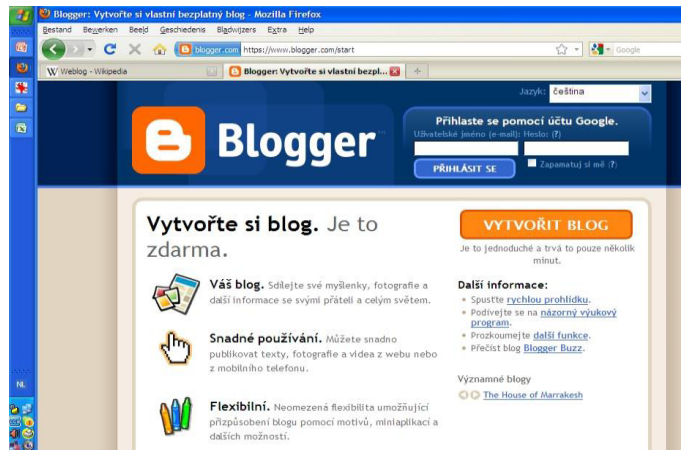 Blogger: Vytvořte si vlastní bezplatný blog - Mozilla Firefox
Bestand Bewerken Beeld Geschiedenis Bladwijzers Extra Help
blogger.com https://www.blogger.com/start
Google
W Weblog - Wikipedia
Blogger: Vytvořte si vlastní bezpl...
Jazyk: čeština
Blogger™
Přihlaste se pomocí účtu Google.
Uživatelské jméno (e-mail): Heslo: (?)
PŘIHLÁSIT SE
Zapamatuj si mě (?)
Vytvořte si blog. Je to
zdarma.
VYTVOŘIT BLOG
Je to jednoduché a trvá to pouze několik
minut.
Váš blog. Sdílejte své myšlenky, fotografie a
další informace se svými přáteli a celým světem.
Snadné používání. Můžete snadno
publikovat texty, fotografie a videa z webu nebo
z mobilního telefonu.
Flexibilní. Neomezená flexibilita umožňující
přizpůsobení blogu pomocí motivů, miniaplikací a
dalších možností.
Další informace:
Spusťte rychlou prohlídku.
Podívejte se na názorný výukový
program.
Prozkoumejte další funkce.
Přečíst blog Blogger Buzz.
Významné blogy
The House of Marrakesh
NL